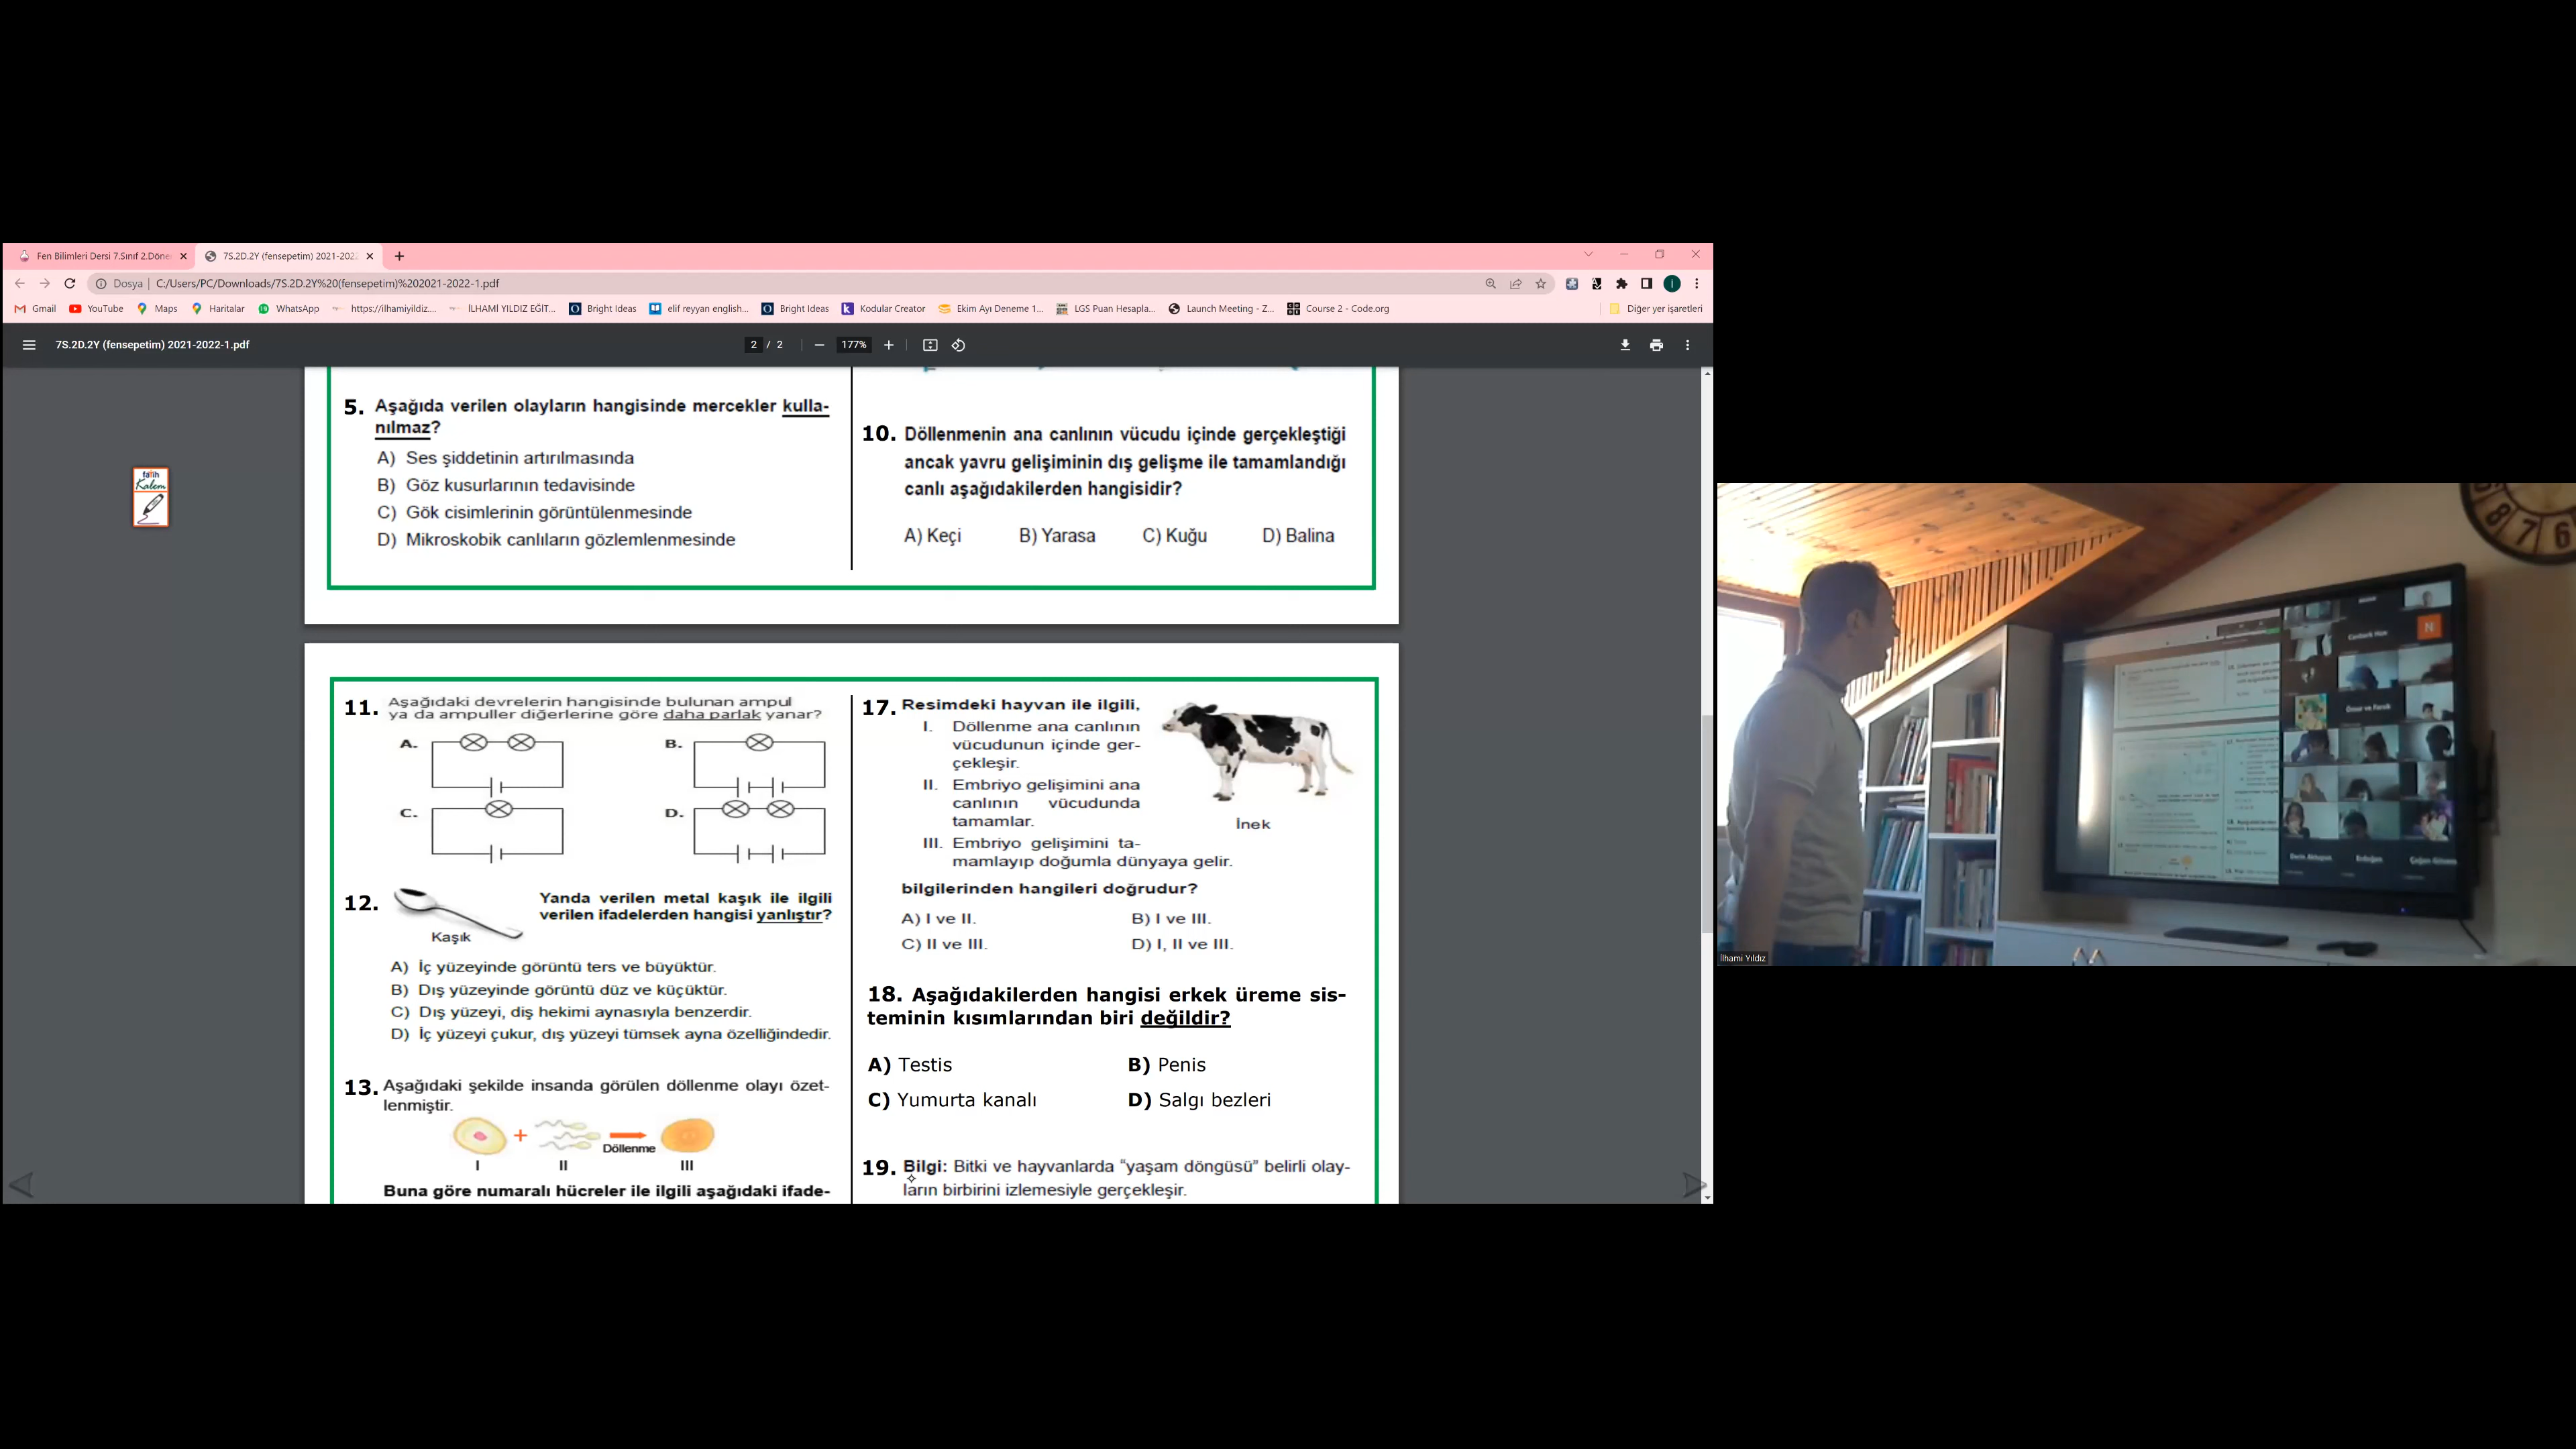 Fen Bilimleri Dersi 7.Sınıf 2.Döne
7S.2D.2Y (fensepetim) 2021-202
Dosya | C:/Users/PC/Downloads/7S.2D.2Y%20(fensepetim)%202021-2022-1.pdf
Gmail YouTube Maps Haritalar WhatsApp https://ilhamiyildiz.... İLHAMİ YILDIZ EĞİT... Bright Ideas elif reyyan english... Bright Ideas Kodular Creator Ekim Ayı Deneme 1... LGS Puan Hesapla... Launch Meeting - Z... Course 2 - Code.org Diğer yer işaretleri
7S.2D.2Y (fensepetim) 2021-2022-1.pdf 2 / 2 177%
fatih
Kalem
5. Aşağıda verilen olayların hangisinde mercekler kulla-
nılmaz?
A) Ses şiddetinin artırılmasında
B) Göz kusurlarının tedavisinde
C) Gök cisimlerinin görüntülenmesinde
D) Mikroskobik canlıların gözlemlenmesinde
10. Döllenmenin ana canlının vücudu içinde gerçekleştiği
ancak yavru gelişiminin dış gelişme ile tamamlandığı
canlı aşağıdakilerden hangisidir?
A) Keçi B) Yarasa C) Kuğu D) Balina
11. Aşağıdaki devrelerin hangisinde bulunan ampul
ya da ampuller diğerlerine göre daha parlak yanar?
A. B.
C. D.
12. Yanda verilen metal kaşık ile ilgili
verilen ifadelerden hangisi yanlıştır?
Kaşık
A) İç yüzeyinde görüntü ters ve büyüktür.
B) Dış yüzeyinde görüntü düz ve küçüktür.
C) Dış yüzeyi, diş hekimi aynasıyla benzerdir.
D) İç yüzeyi çukur, dış yüzeyi tümsek ayna özelliğindedir.
13. Aşağıdaki şekilde insanda görülen döllenme olayı özet-
lenmiştir.
+ Döllenme
I II III
Buna göre numaralı hücreler ile ilgili aşağıdaki ifade-
17. Resimdeki hayvan ile ilgili,
I. Döllenme ana canlının
vücudunun içinde ger-
çekleşir.
II. Embriyo gelişimini ana
canlının vücudunda
tamamlar.
III. Embriyo gelişimini ta-
mamlayıp doğumla dünyaya gelir.
İnek
bilgilerinden hangileri doğrudur?
A) I ve II. B) I ve III.
C) II ve III. D) I, II ve III.
18. Aşağıdakilerden hangisi erkek üreme sis-
teminin kısımlarından biri değildir?
A) Testis B) Penis
C) Yumurta kanalı D) Salgı bezleri
19. Bilgi: Bitki ve hayvanlarda “yaşam döngüsü” belirli olay-
ların birbirini izlemesiyle gerçekleşir.
8 7 6
N
İlhami Yıldız